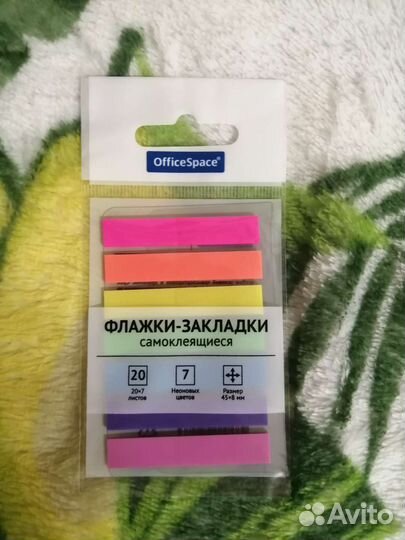 OfficeSpace®
ФЛАЖКИ-ЗАКЛАДКИ
самоклеящиеся
20 7
20×7 Неоновых Размер
листов цветов 45×8 мм
Avito